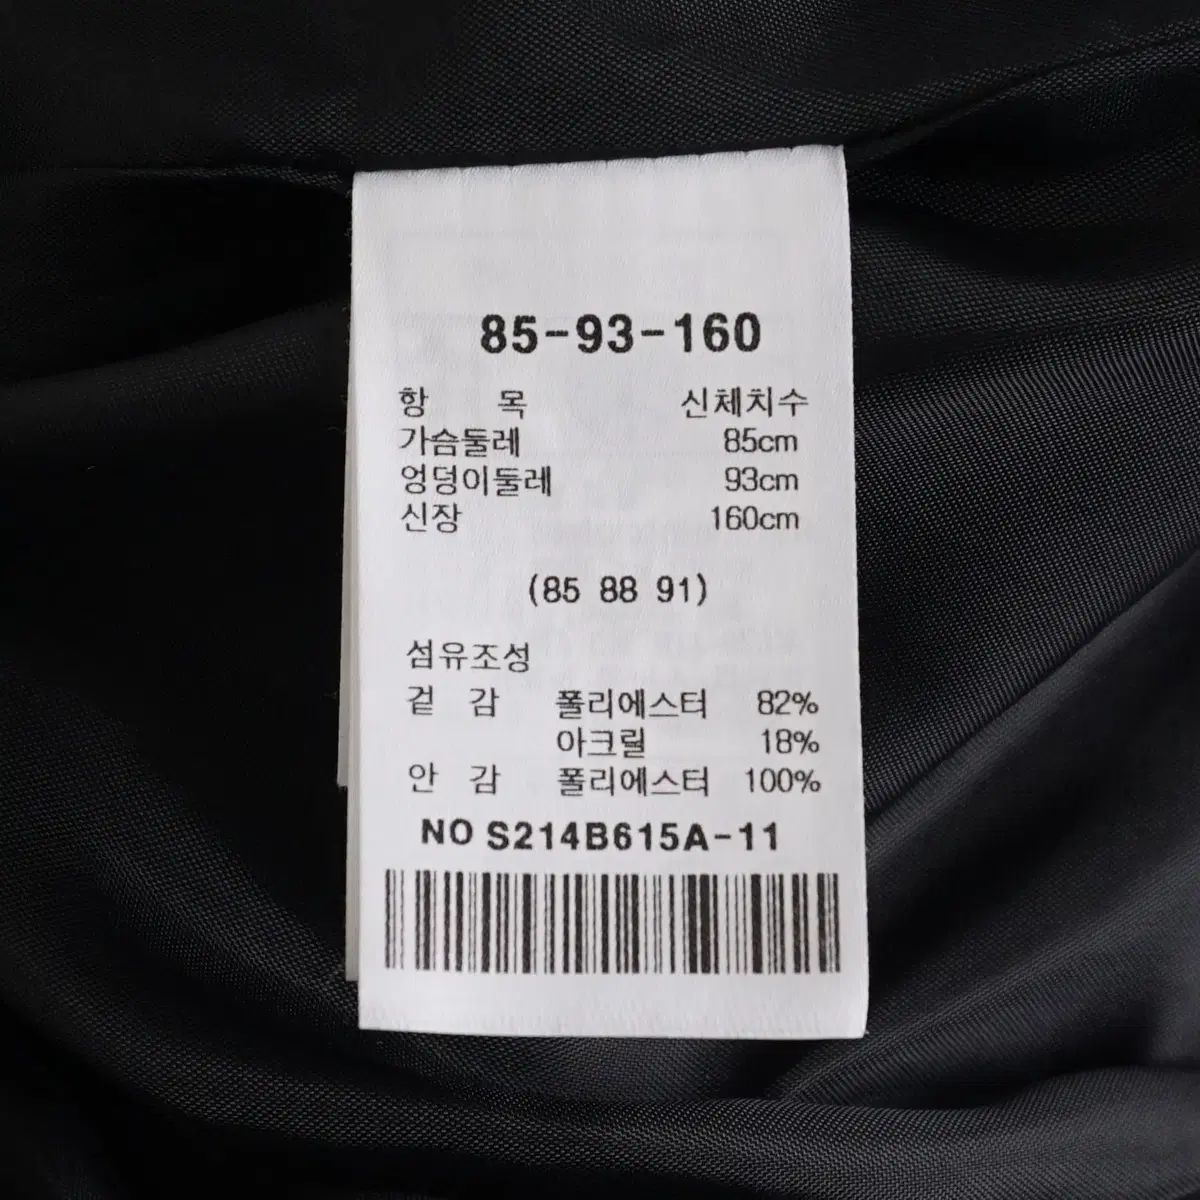 85-93-160
항 목 신체치수
가슴둘레 85cm
엉덩이둘레 93cm
신장 160cm
(85 88 91)
섬유조성
겉 감 폴리에스터 82%
아크릴 18%
안 감 폴리에스터 100%
NO S214B615A-11